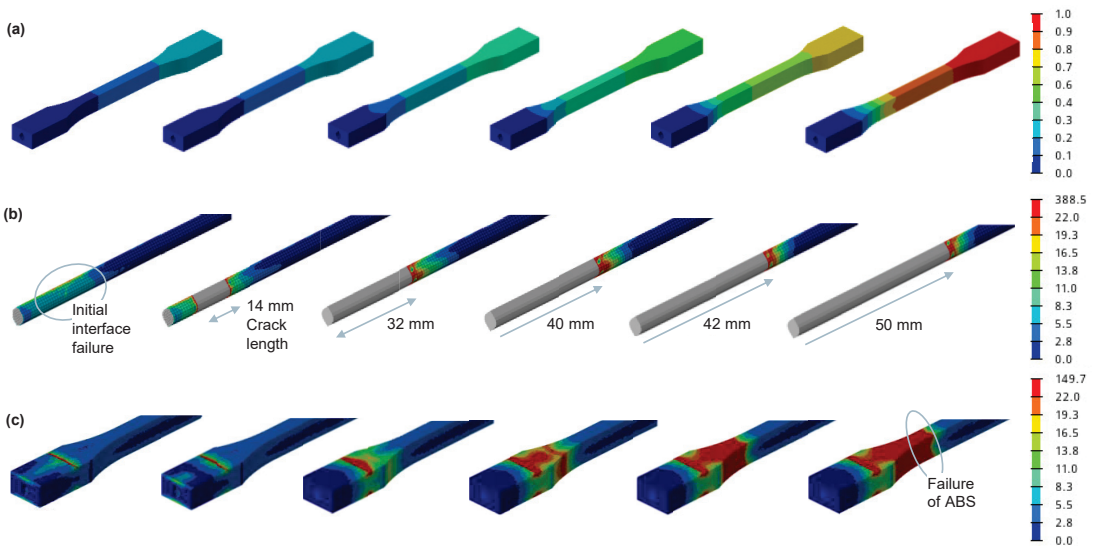 (a)
1.0
0.9
0.8
0.7
0.6
0.4
0.3
0.2
0.1
0.0
(b)
Initial
interface
failure
14 mm
Crack
length
32 mm
40 mm
42 mm
50 mm
388.5
22.0
19.3
16.5
13.8
11.0
8.3
5.5
2.8
0.0
(c)
Failure
of ABS
149.7
22.0
19.3
16.5
13.8
11.0
8.3
5.5
2.8
0.0